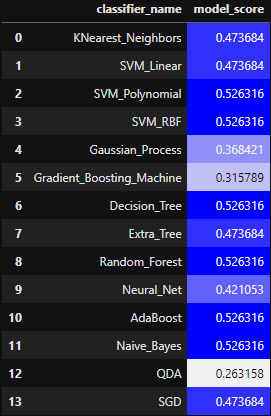 classifier_name model_score
0 KNearest_Neighbors 0.473684
1 SVM_Linear 0.473684
2 SVM_Polynomial 0.526316
3 SVM_RBF 0.526316
4 Gaussian_Process 0.368421
5 Gradient_Boosting_Machine 0.315789
6 Decision_Tree 0.526316
7 Extra_Tree 0.473684
8 Random_Forest 0.526316
9 Neural_Net 0.421053
10 AdaBoost 0.526316
11 Naive_Bayes 0.526316
12 QDA 0.263158
13 SGD 0.473684